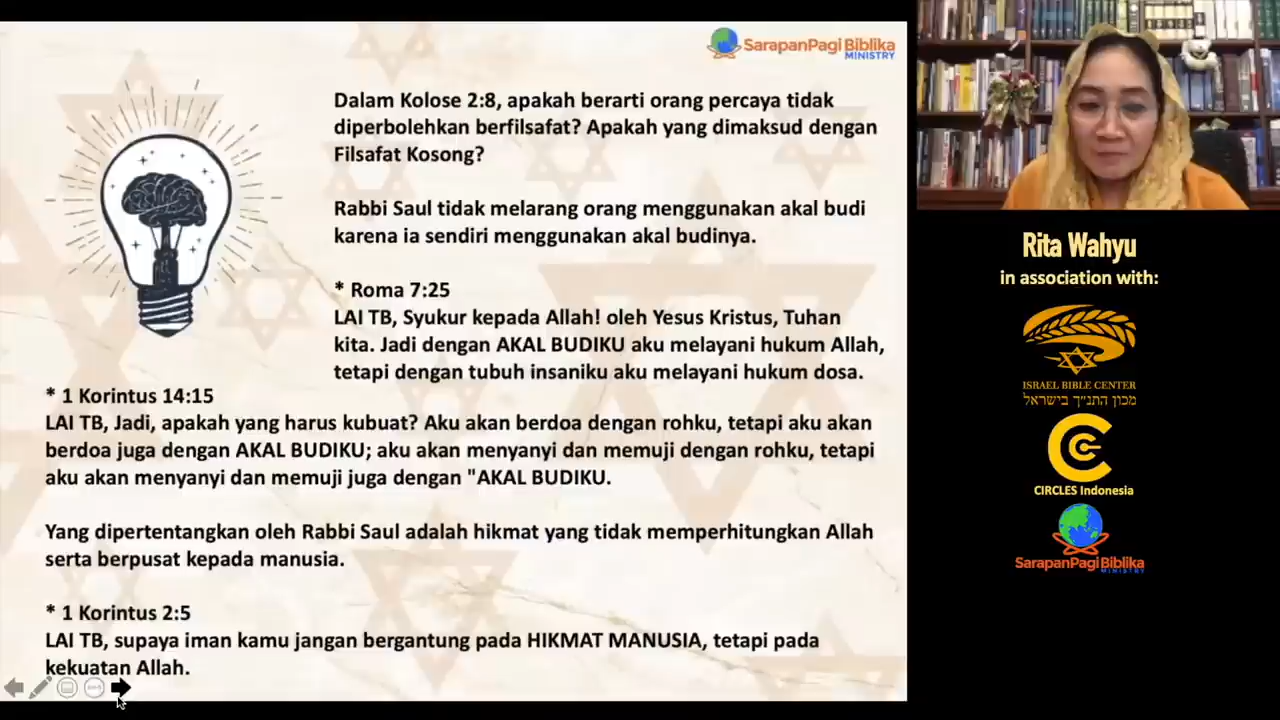 SarapanPagi Biblika
MINISTRY
Dalam Kolose 2:8, apakah berarti orang percaya tidak
diperbolehkan berfilsafat? Apakah yang dimaksud dengan
Filsafat Kosong?
Rabbi Saul tidak melarang orang menggunakan akal budi
karena ia sendiri menggunakan akal budinya.
* Roma 7:25
LAI TB, Syukur kepada Allah! oleh Yesus Kristus, Tuhan
kita. Jadi dengan AKAL BUDIKU aku melayani hukum Allah,
tetapi dengan tubuh insaniku aku melayani hukum dosa.
* 1 Korintus 14:15
LAI TB, Jadi, apakah yang harus kubuat? Aku akan berdoa dengan rohku, tetapi aku akan
berdoa juga dengan AKAL BUDIKU; aku akan menyanyi dan memuji dengan rohku, tetapi
aku akan menyanyi dan memuji juga dengan "AKAL BUDIKU.
Yang dipertentangkan oleh Rabbi Saul adalah hikmat yang tidak memperhitungkan Allah
serta berpusat kepada manusia.
* 1 Korintus 2:5
LAI TB, supaya iman kamu jangan bergantung pada HIKMAT MANUSIA, tetapi pada
kekuatan Allah.
Rita Wahyu
in association with:
ISRAEL BIBLE CENTER
מכון התנ״ך בישראל
CIRCLES Indonesia
SarapanPagi Biblika
MINISTRY